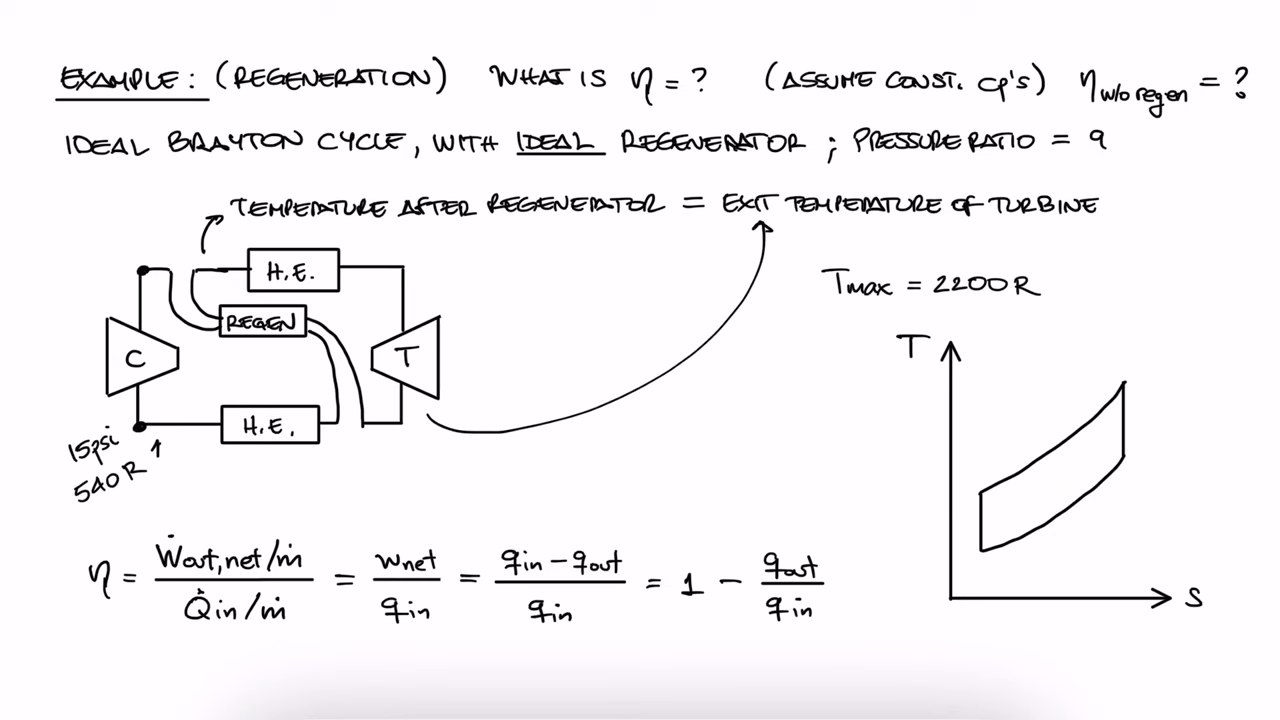 EXAMPLE: (REGENERATION) WHAT IS η = ? (ASSUME CONST. CP'S) ηw/o regen = ?
IDEAL BRAYTON CYCLE, WITH IDEAL REGENERATOR ; PRESSURE RATIO = 9
TEMPERATURE AFTER REGENERATOR = EXIT TEMPERATURE OF TURBINE
H.E.
Tmax = 2200R
REGEN
C
T
T
H.E.
15psi
540R
η = Ẇout,net/ṁ / Q̇in/ṁ = wnet / qin = qin - qout / qin = 1 - qout / qin
S